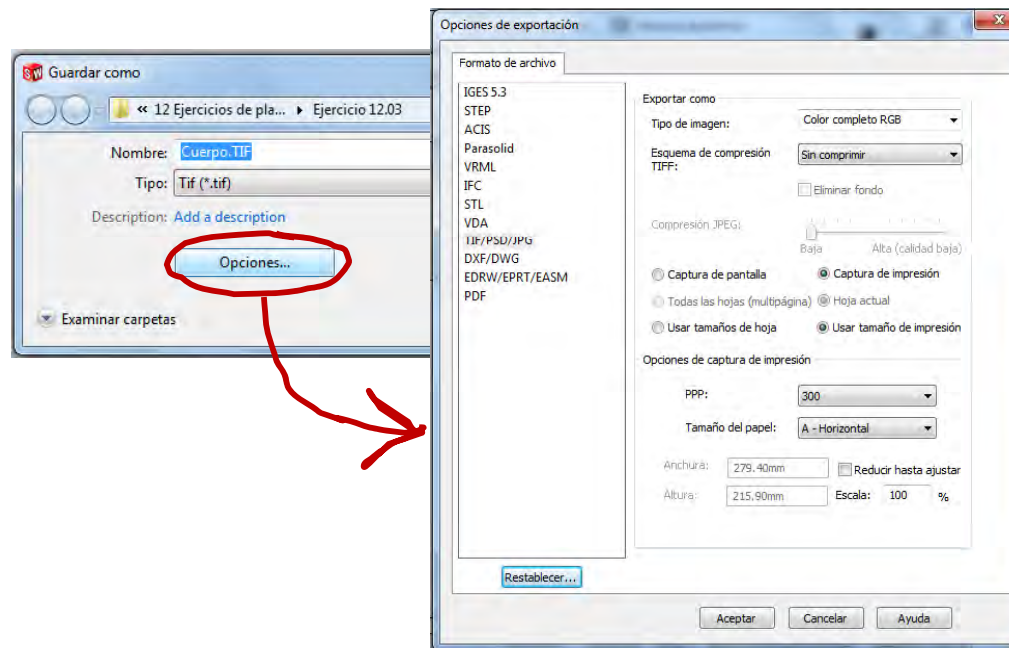 Guardar como
« 12 Ejercicios de pla... ▸ Ejercicio 12.03
Nombre: Cuerpo.TIF
Tipo: Tif (*.tif)
Description: Add a description
Opciones...
Examinar carpetas
Opciones de exportación
Formato de archivo
IGES 5.3
STEP
ACIS
Parasolid
VRML
IFC
STL
VDA
TIF/PSD/JPG
DXF/DWG
EDRW/EPRT/EASM
PDF
Restablecer...
Exportar como
Tipo de imagen: Color completo RGB
Esquema de compresión TIFF: Sin comprimir
Eliminar fondo
Compresión JPEG:
Baja Alta (calidad baja)
Captura de pantalla Captura de impresión
Todas las hojas (multipágina) Hoja actual
Usar tamaños de hoja Usar tamaño de impresión
Opciones de captura de impresión
PPP: 300
Tamaño del papel: A - Horizontal
Anchura: 279.40mm Reducir hasta ajustar
Altura: 215.90mm Escala: 100 %
Aceptar Cancelar Ayuda